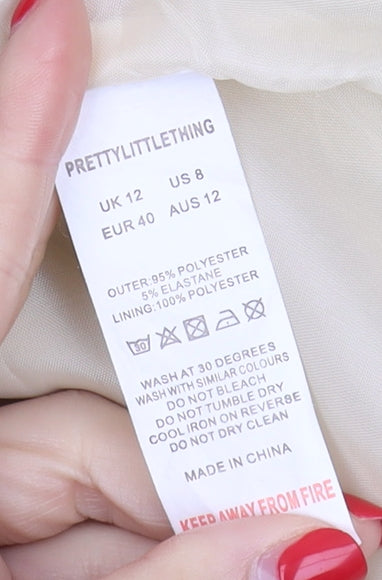 PRETTYLITTLETHING
UK 12 US 8
EUR 40 AUS 12
OUTER:95% POLYESTER
5% ELASTANE
LINING:100% POLYESTER
30
WASH AT 30 DEGREES
WASH WITH SIMILAR COLOURS
DO NOT BLEACH
DO NOT TUMBLE DRY
COOL IRON ON REVERSE
DO NOT DRY CLEAN
MADE IN CHINA
KEEP AWAY FROM FIRE